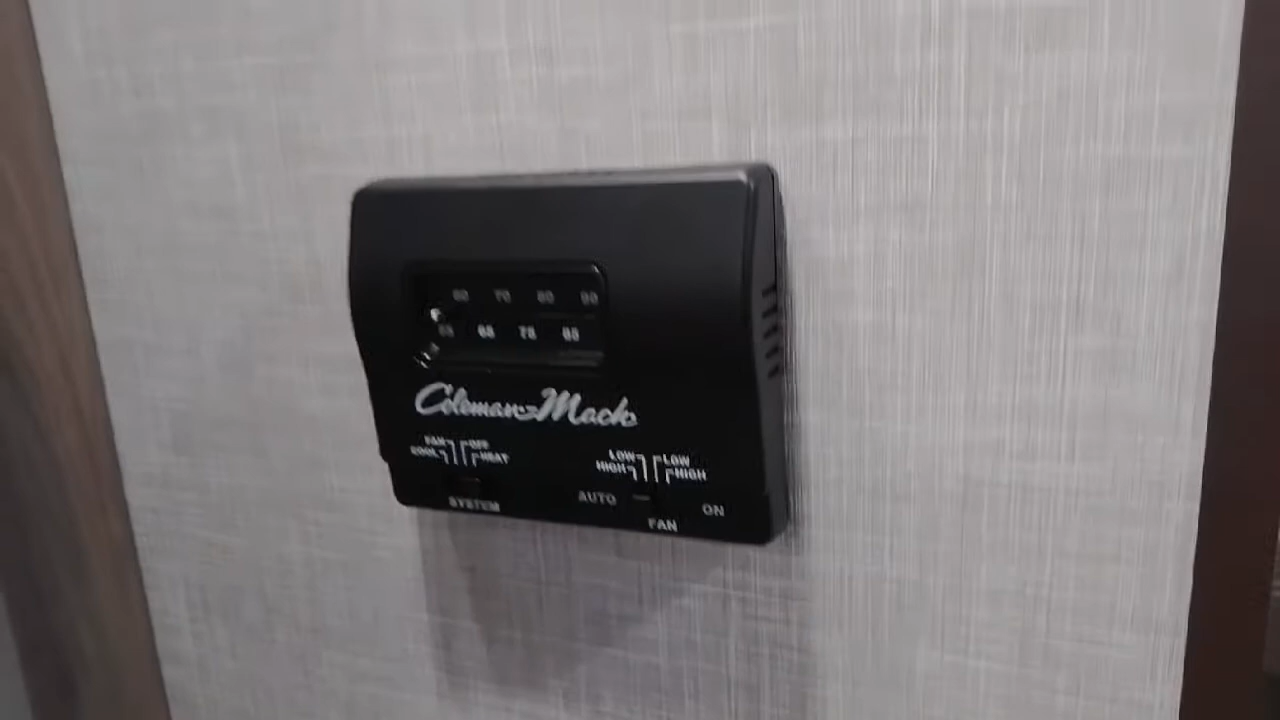 60 70 80 90
55 65 75 85
Coleman-Mach
FAN OFF
COOL HEAT
LOW LOW
HIGH HIGH
SYSTEM
AUTO ON
FAN